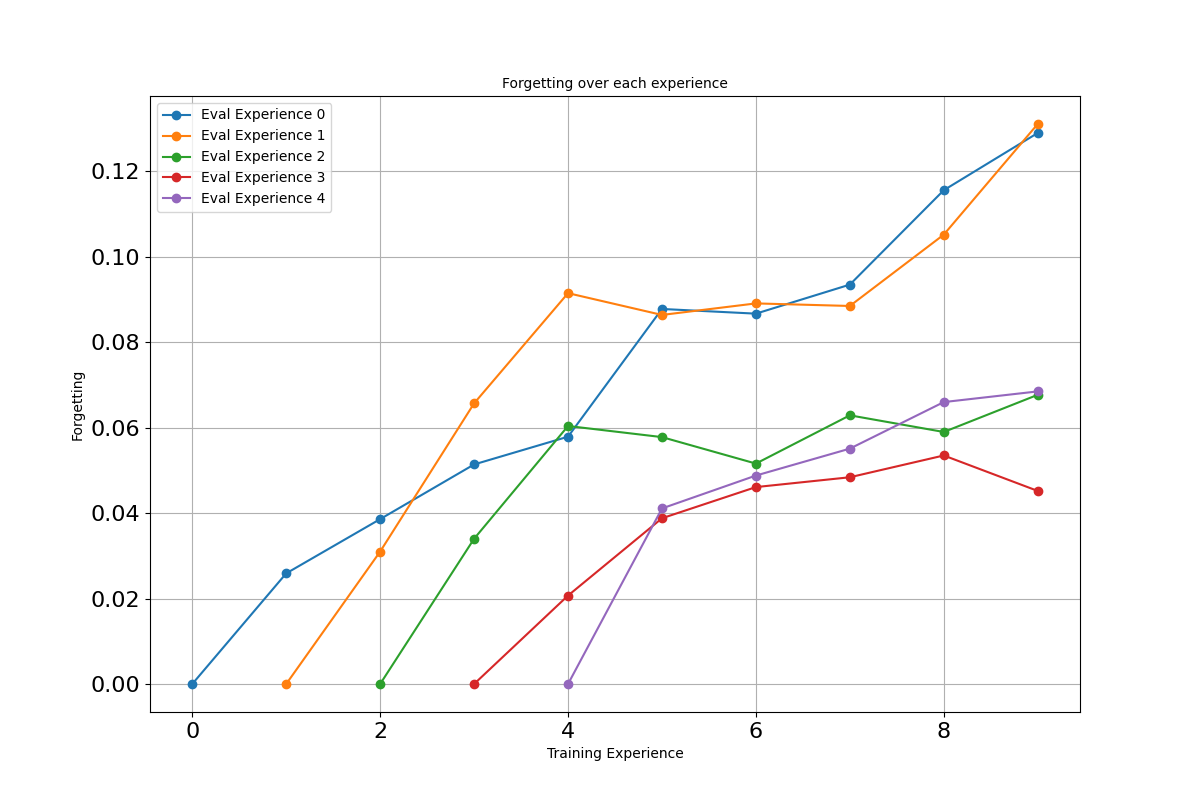 Forgetting over each experience
Eval Experience 0
Eval Experience 1
Eval Experience 2
Eval Experience 3
Eval Experience 4
0.12
0.10
0.08
0.06
0.04
0.02
0.00
Forgetting
0 2 4 6 8
Training Experience